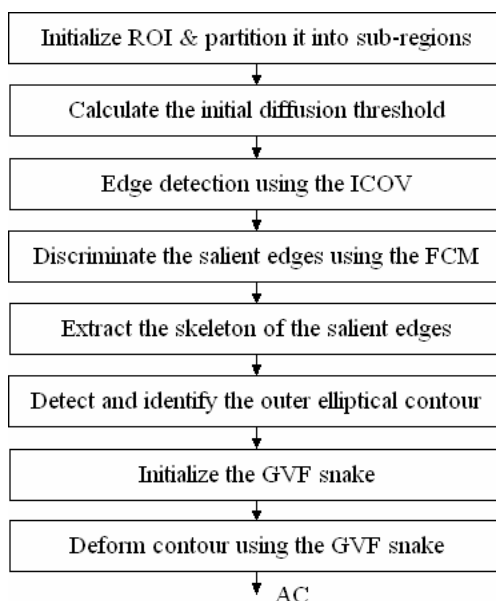 Initialize ROI & partition it into sub-regions
Calculate the initial diffusion threshold
Edge detection using the ICOV
Discriminate the salient edges using the FCM
Extract the skeleton of the salient edges
Detect and identify the outer elliptical contour
Initialize the GVF snake
Deform contour using the GVF snake
AC